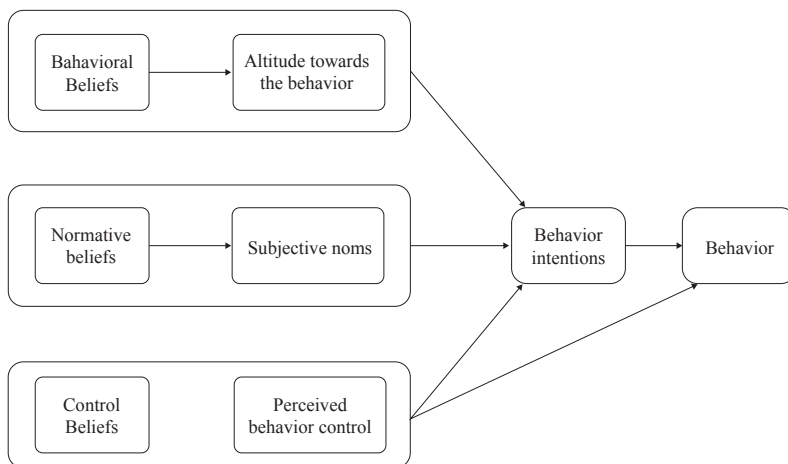 Bahavioral
Beliefs
Altitude towards
the behavior
Normative
beliefs
Subjective noms
Behavior
intentions
Behavior
Control
Beliefs
Perceived
behavior control